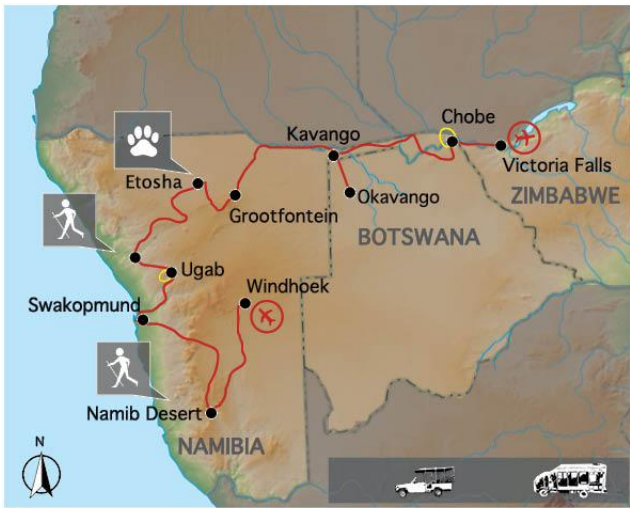 Chobe
Kavango
Victoria Falls
Etosha
Grootfontein
Okavango
ZIMBABWE
BOTSWANA
Ugab
Windhoek
Swakopmund
Namib Desert
NAMIBIA
N